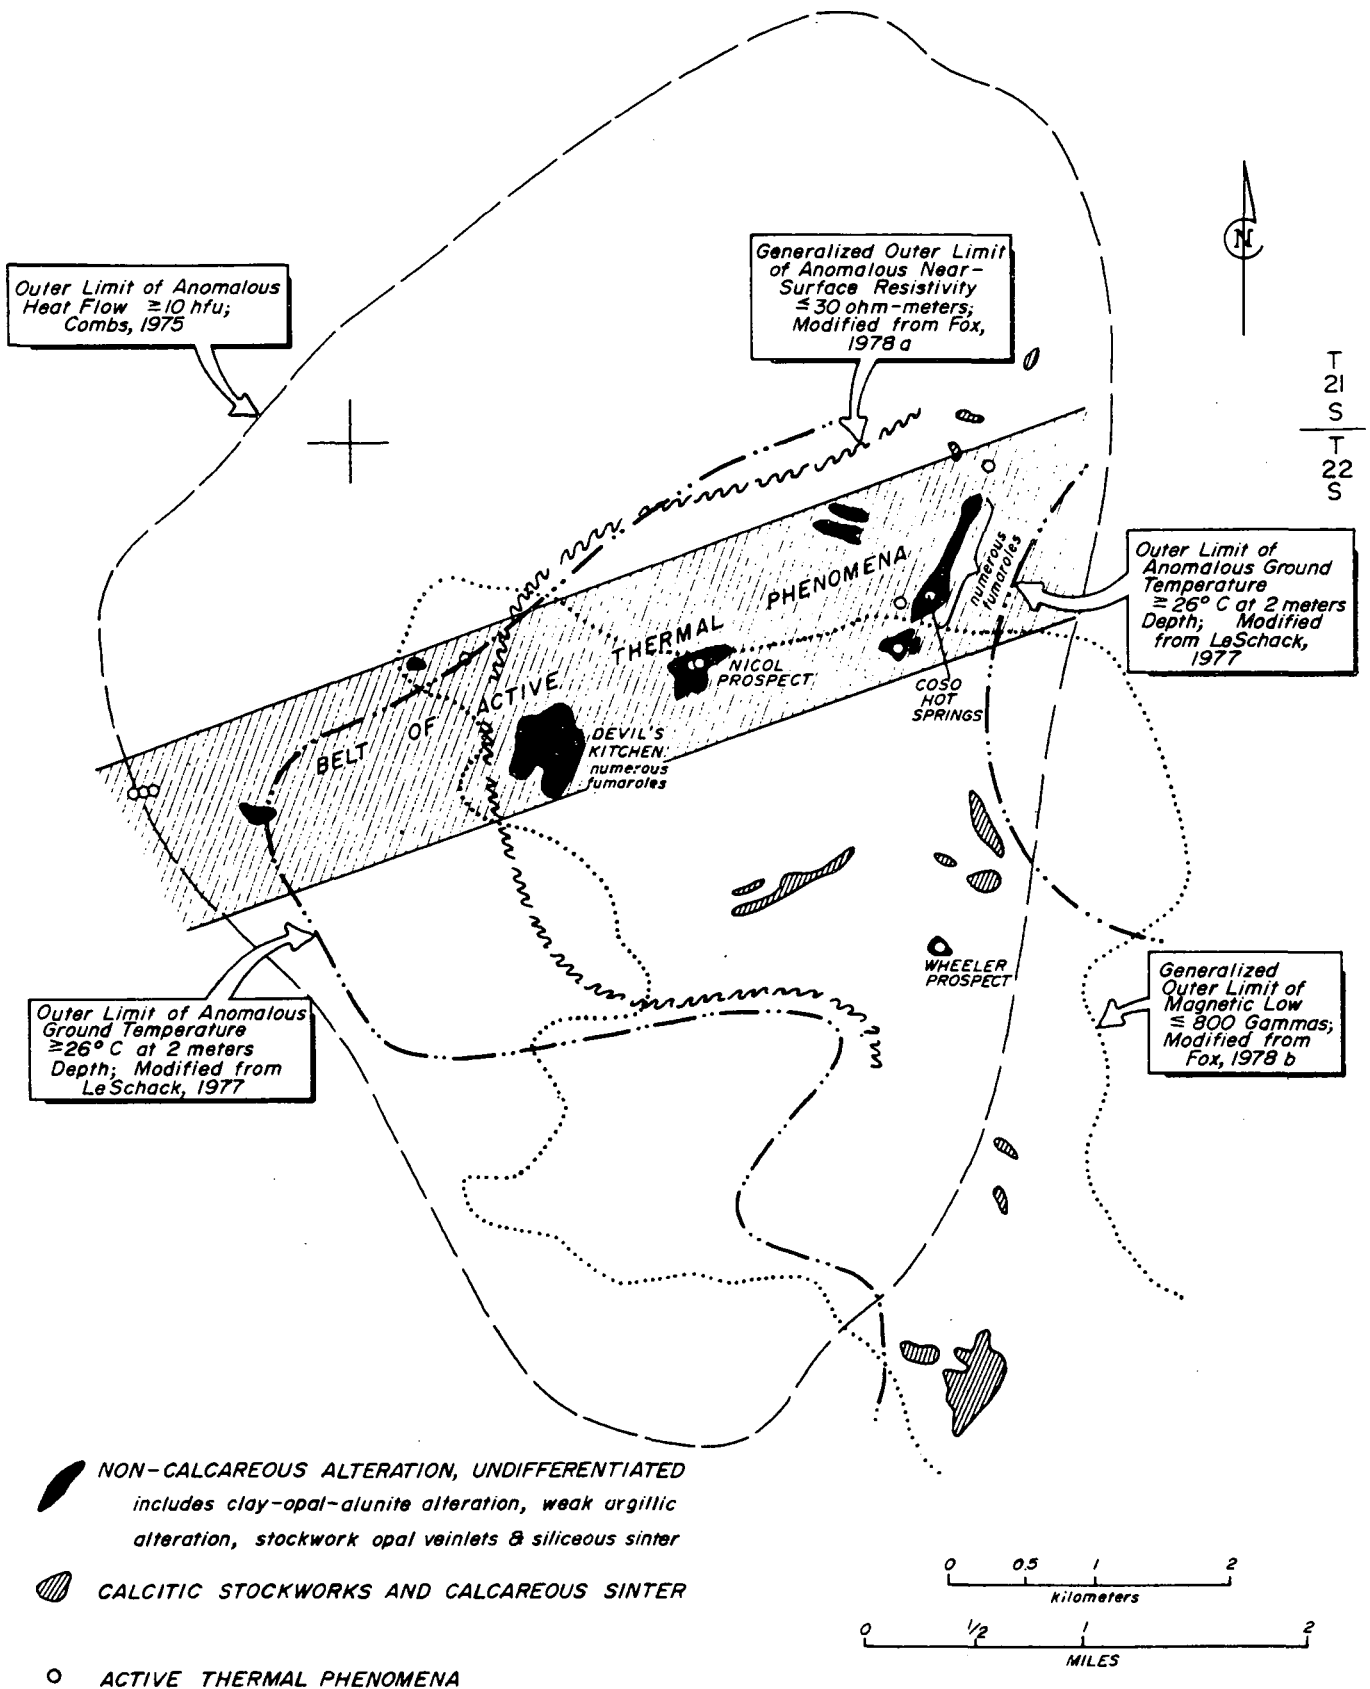 Generalized Outer Limit
of Anomalous Near-
Surface Resistivity
≤30 ohm-meters;
Modified from Fox,
1978 a
Outer Limit of Anomalous
Heat Flow ≥10 hfu;
Combs, 1975
N
T
21
S
T
22
S
Outer Limit of
Anomalous Ground
Temperature
≥26° C at 2 meters
Depth; Modified
from LeSchack,
1977
BELT OF ACTIVE THERMAL PHENOMENA
numerous
fumaroles
NICOL
PROSPECT
COSO
HOT
SPRINGS
DEVIL'S
KITCHEN
numerous
fumaroles
WHEELER
PROSPECT
Generalized
Outer Limit of
Magnetic Low
≤ 800 Gammas;
Modified from
Fox, 1978 b
Outer Limit of Anomalous
Ground Temperature
≥26° C at 2 meters
Depth; Modified from
LeSchack, 1977
NON-CALCAREOUS ALTERATION, UNDIFFERENTIATED
includes clay-opal-alunite alteration, weak argillic
alteration, stockwork opal veinlets & siliceous sinter
CALCITIC STOCKWORKS AND CALCAREOUS SINTER
ACTIVE THERMAL PHENOMENA
0 0.5 1 2
kilometers
0 1/2 1 2
MILES